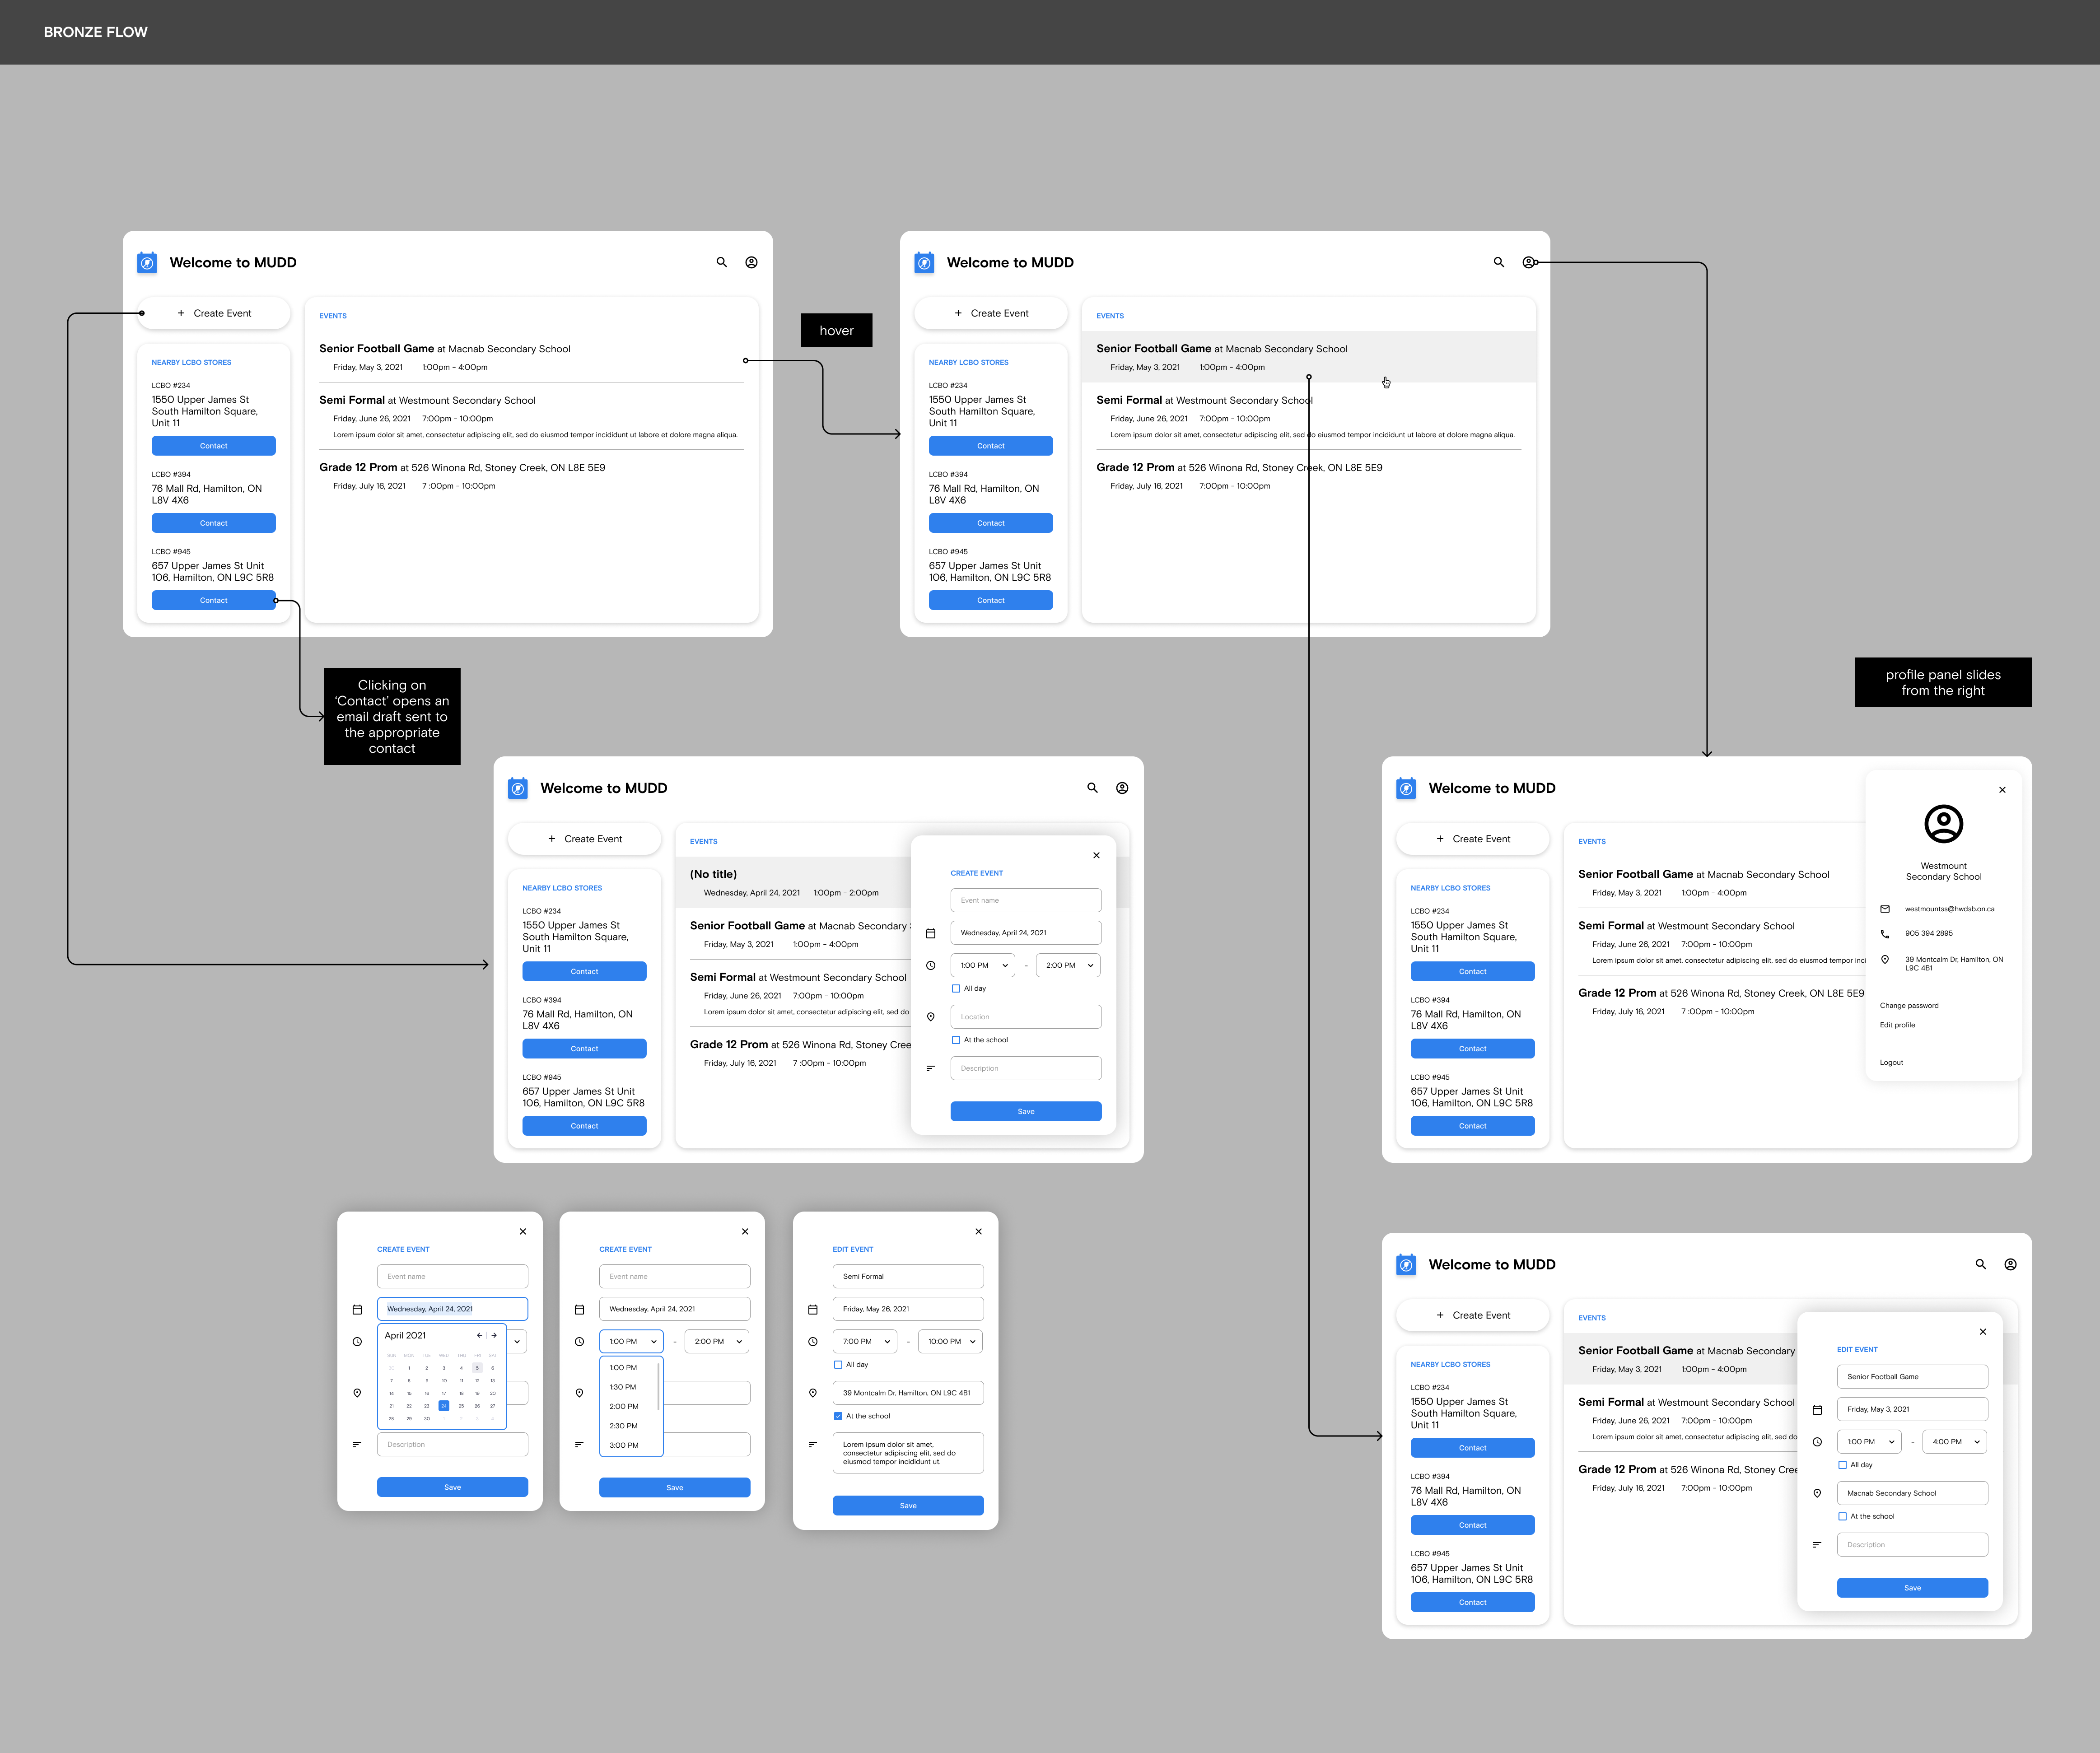 BRONZE FLOW
Welcome to MUDD
+ Create Event
NEARBY LCBO STORES
LCBO #234
1550 Upper James St
South Hamilton Square,
Unit 11
Contact
LCBO #394
76 Mall Rd, Hamilton, ON
L8V 4X6
Contact
LCBO #945
657 Upper James St Unit
106, Hamilton, ON L9C 5R8
Contact
EVENTS
Senior Football Game at Macnab Secondary School
Friday, May 3, 2021 1:00pm - 4:00pm
Semi Formal at Westmount Secondary School
Friday, June 26, 2021 7:00pm - 10:00pm
Lorem ipsum dolor sit amet, consectetur adipiscing elit, sed do eiusmod tempor incididunt ut labore et dolore magna aliqua.
Grade 12 Prom at 526 Winona Rd, Stoney Creek, ON L8E 5E9
Friday, July 16, 2021 7 :00pm - 10:00pm
hover
Welcome to MUDD
+ Create Event
NEARBY LCBO STORES
LCBO #234
1550 Upper James St
South Hamilton Square,
Unit 11
Contact
LCBO #394
76 Mall Rd, Hamilton, ON
L8V 4X6
Contact
LCBO #945
657 Upper James St Unit
106, Hamilton, ON L9C 5R8
Contact
EVENTS
Senior Football Game at Macnab Secondary School
Friday, May 3, 2021 1:00pm - 4:00pm
Semi Formal at Westmount Secondary School
Friday, June 26, 2021 7:00pm - 10:00pm
Lorem ipsum dolor sit amet, consectetur adipiscing elit, sed do eiusmod tempor incididunt ut labore et dolore magna aliqua.
Grade 12 Prom at 526 Winona Rd, Stoney Creek, ON L8E 5E9
Friday, July 16, 2021 7:00pm - 10:00pm
Clicking on
'Contact' opens an
email draft sent to
the appropriate
contact
profile panel slides
from the right
Welcome to MUDD
+ Create Event
NEARBY LCBO STORES
LCBO #234
1550 Upper James St
South Hamilton Square,
Unit 11
Contact
LCBO #394
76 Mall Rd, Hamilton, ON
L8V 4X6
Contact
LCBO #945
657 Upper James St Unit
106, Hamilton, ON L9C 5R8
Contact
EVENTS
(No title)
Wednesday, April 24, 2021 1:00pm - 2:00pm
Senior Football Game at Macnab Secondary
Friday, May 3, 2021 1:00pm - 4:00pm
Semi Formal at Westmount Secondary School
Friday, June 26, 2021 7:00pm - 10:00pm
Lorem ipsum dolor sit amet, consectetur adipiscing elit, sed do
Grade 12 Prom at 526 Winona Rd, Stoney Cree
Friday, July 16, 2021 7 :00pm - 10:00pm
CREATE EVENT
Event name
Wednesday, April 24, 2021
1:00 PM - 2:00 PM
All day
Location
At the school
Description
Save
Welcome to MUDD
+ Create Event
NEARBY LCBO STORES
LCBO #234
1550 Upper James St
South Hamilton Square,
Unit 11
Contact
LCBO #394
76 Mall Rd, Hamilton, ON
L8V 4X6
Contact
LCBO #945
657 Upper James St Unit
106, Hamilton, ON L9C 5R8
Contact
EVENTS
Senior Football Game at Macnab Secondary School
Friday, May 3, 2021 1:00pm - 4:00pm
Semi Formal at Westmount Secondary School
Friday, June 26, 2021 7:00pm - 10:00pm
Lorem ipsum dolor sit amet, consectetur adipiscing elit, sed do eiusmod tempor inci
Grade 12 Prom at 526 Winona Rd, Stoney Creek, ON L8E 5E9
Friday, July 16, 2021 7 :00pm - 10:00pm
Westmount
Secondary School
westmountss@hwdsb.on.ca
905 394 2895
39 Montcalm Dr, Hamilton, ON
L9C 4B1
Change password
Edit profile
Logout
CREATE EVENT
Event name
Wednesday, April 24, 2021
April 2021
SUN MON TUE WED THU FRI SAT
1 2 3 4 5 6
7 8 9 10 11 12 13
14 15 16 17 18 19 20
21 22 23 24 25 26 27
28 29 30
Description
Save
CREATE EVENT
Event name
Wednesday, April 24, 2021
1:00 PM - 2:00 PM
1:00 PM
1:30 PM
2:00 PM
2:30 PM
3:00 PM
Save
EDIT EVENT
Semi Formal
Friday, May 26, 2021
7:00 PM - 10:00 PM
All day
39 Montcalm Dr, Hamilton, ON L9C 4B1
At the school
Lorem ipsum dolor sit amet,
consectetur adipiscing elit, sed do
eiusmod tempor incididunt ut.
Save
Welcome to MUDD
+ Create Event
NEARBY LCBO STORES
LCBO #234
1550 Upper James St
South Hamilton Square,
Unit 11
Contact
LCBO #394
76 Mall Rd, Hamilton, ON
L8V 4X6
Contact
LCBO #945
657 Upper James St Unit
106, Hamilton, ON L9C 5R8
Contact
EVENTS
Senior Football Game at Macnab Secondary
Friday, May 3, 2021 1:00pm - 4:00pm
Semi Formal at Westmount Secondary School
Friday, June 26, 2021 7:00pm - 10:00pm
Lorem ipsum dolor sit amet, consectetur adipiscing elit, sed do
Grade 12 Prom at 526 Winona Rd, Stoney Cree
Friday, July 16, 2021 7:00pm - 10:00pm
EDIT EVENT
Senior Football Game
Friday, May 3, 2021
1:00 PM - 4:00 PM
All day
Macnab Secondary School
At the school
Description
Save